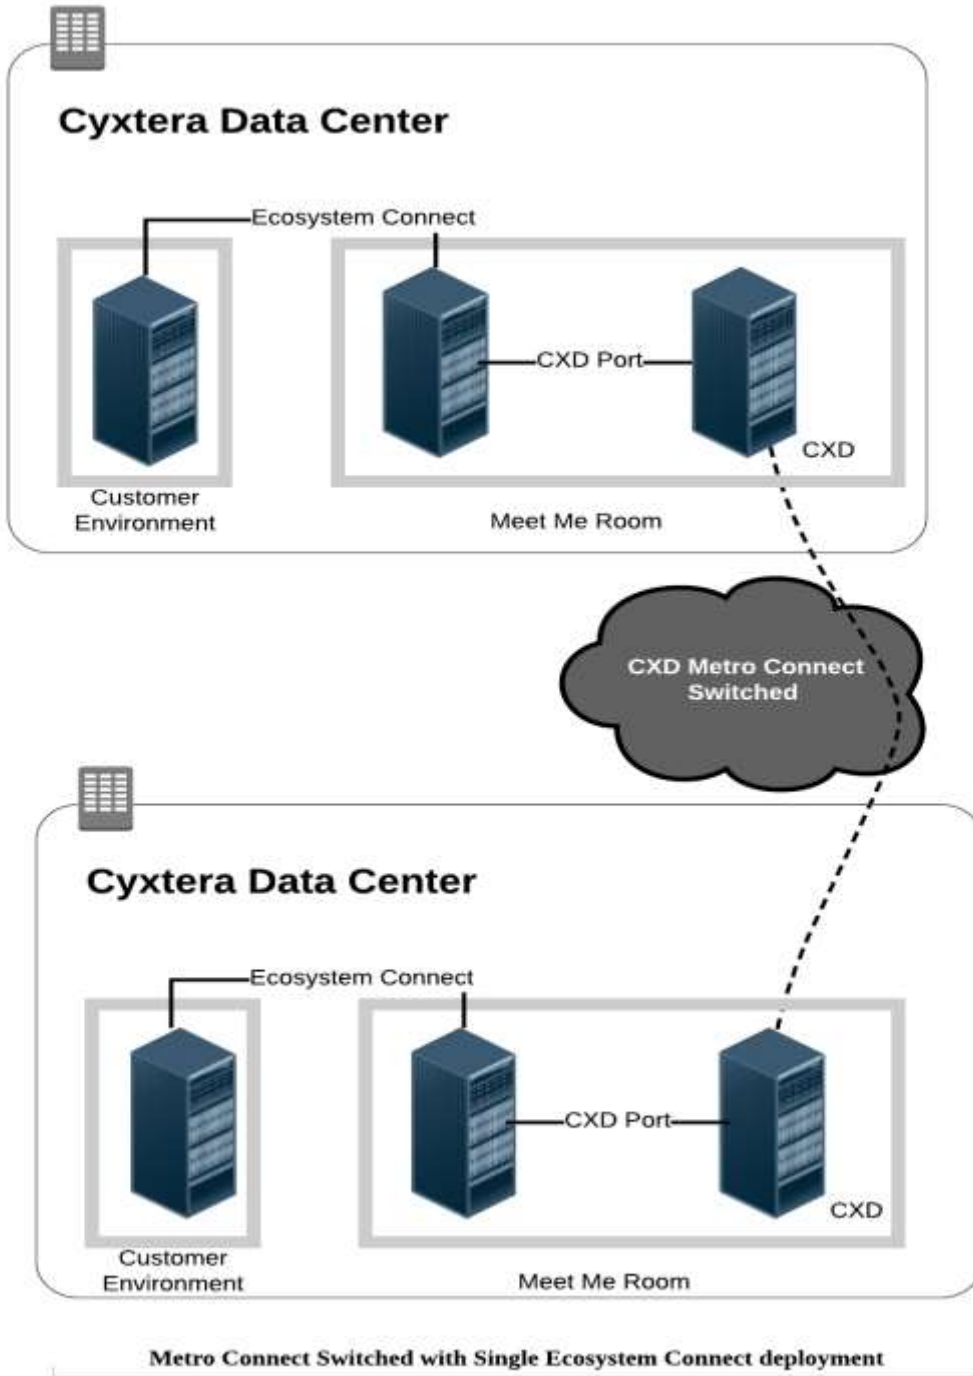 Cyxtera Data Center
Ecosystem Connect
CXD Port
CXD
Customer
Environment
Meet Me Room
CXD Metro Connect
Switched
Cyxtera Data Center
Ecosystem Connect
CXD Port
CXD
Customer
Environment
Meet Me Room
Metro Connect Switched with Single Ecosystem Connect deployment